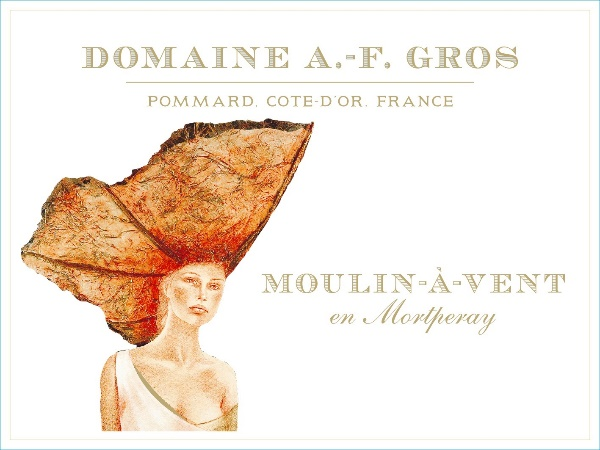 DOMAINE A.-F. GROS
POMMARD. COTE-D'OR. FRANCE
MOULIN-À-VENT
en Mortperay